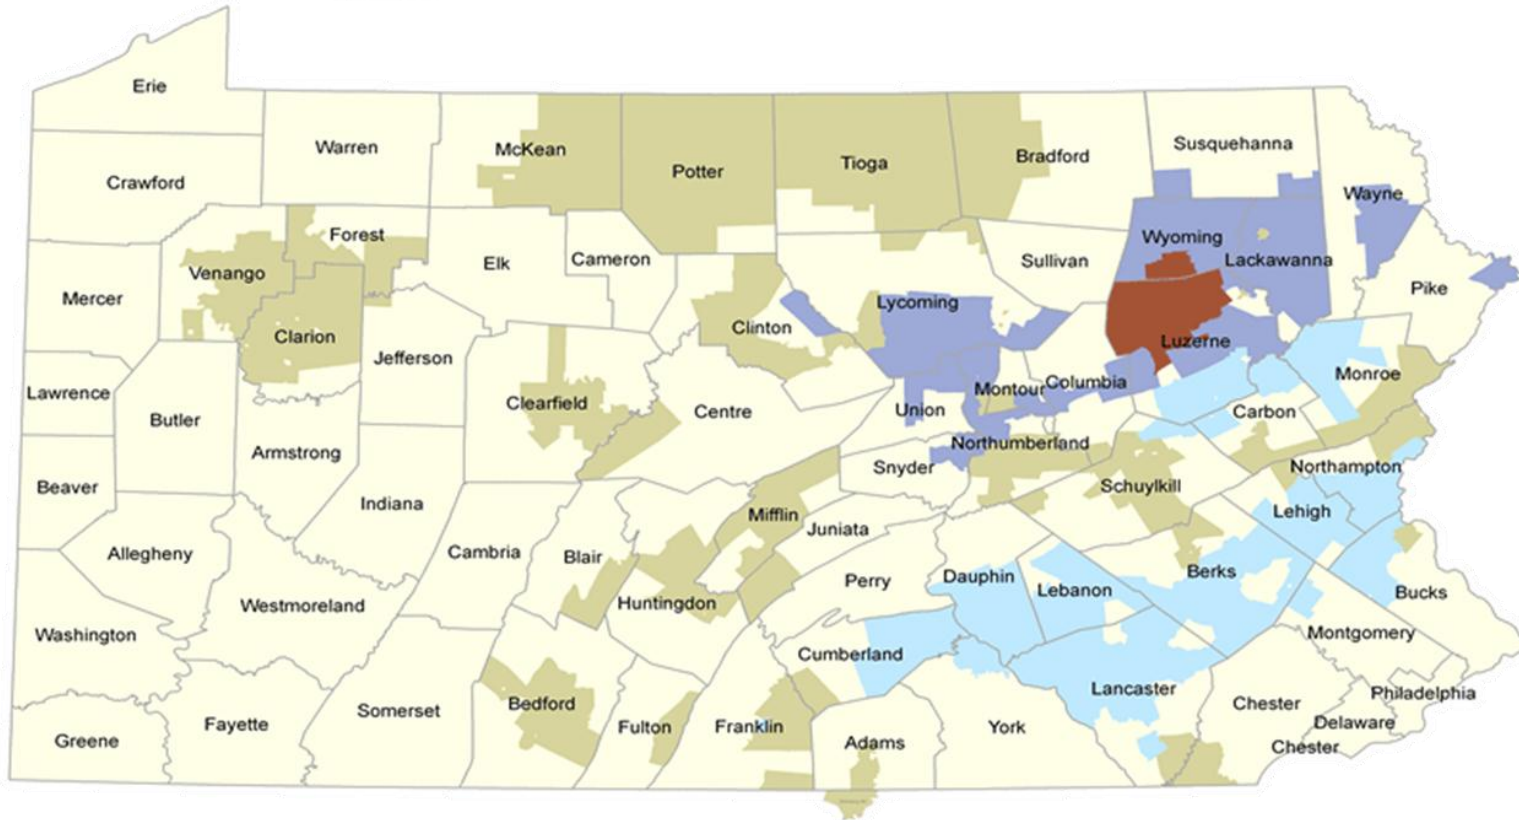 Erie
Warren
McKean
Potter
Tioga
Bradford
Susquehanna
Wayne
Crawford
Forest
Venango
Elk
Cameron
Sullivan
Wyoming
Lackawanna
Pike
Mercer
Clarion
Jefferson
Clinton
Lycoming
Luzerne
Lawrence
Butler
Clearfield
Centre
Union
Montour
Columbia
Monroe
Carbon
Armstrong
Northumberland
Snyder
Beaver
Indiana
Schuylkill
Northampton
Lehigh
Mifflin
Juniata
Allegheny
Cambria
Blair
Huntingdon
Perry
Dauphin
Lebanon
Berks
Bucks
Westmoreland
Washington
Cumberland
Montgomery
Lancaster
Greene
Fayette
Somerset
Bedford
Fulton
Franklin
Adams
York
Chester
Philadelphia
Delaware
Chester